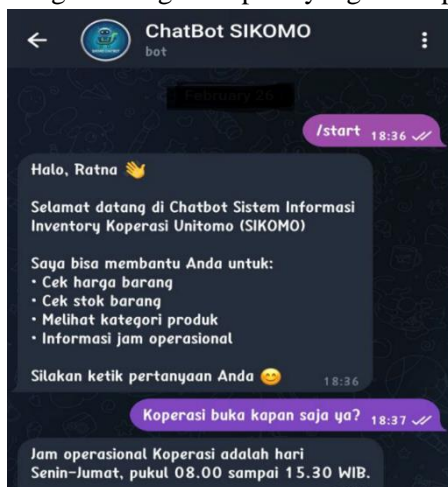 ChatBot SIKOMO
bot
February 26
/start 18:36
Halo, Ratna 👋
Selamat datang di Chatbot Sistem Informasi
Inventory Koperasi Unitomo (SIKOMO)
Saya bisa membantu Anda untuk:
• Cek harga barang
• Cek stok barang
• Melihat kategori produk
• Informasi jam operasional
Silakan ketik pertanyaan Anda 😊 18:36
Koperasi buka kapan saja ya? 18:37
Jam operasional Koperasi adalah hari
Senin-Jumat, pukul 08.00 sampai 15.30 WIB.